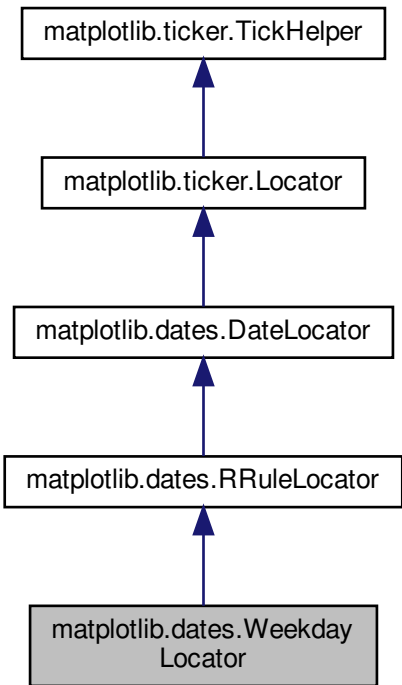 matplotlib.ticker.TickHelper
matplotlib.ticker.Locator
matplotlib.dates.DateLocator
matplotlib.dates.RRuleLocator
matplotlib.dates.Weekday
Locator